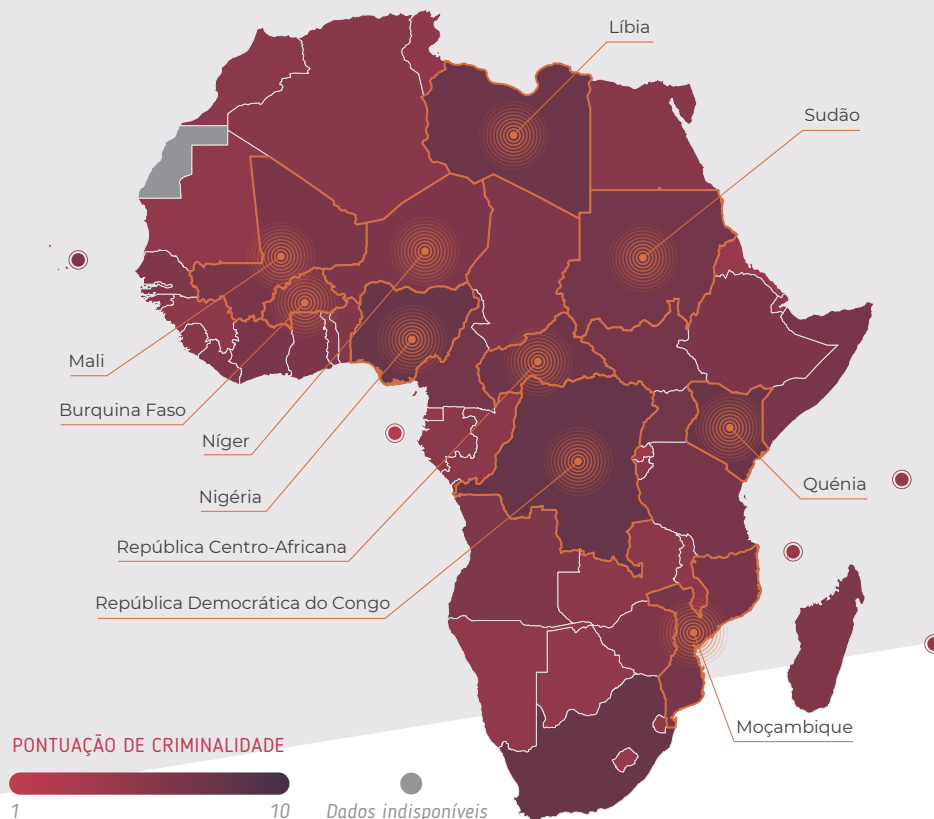 Líbia
Sudão
Mali
Burquina Faso
Níger
Nigéria
Quénia
República Centro-Africana
República Democrática do Congo
Moçambique
PONTUAÇÃO DE CRIMINALIDADE
1 10 Dados indisponíveis